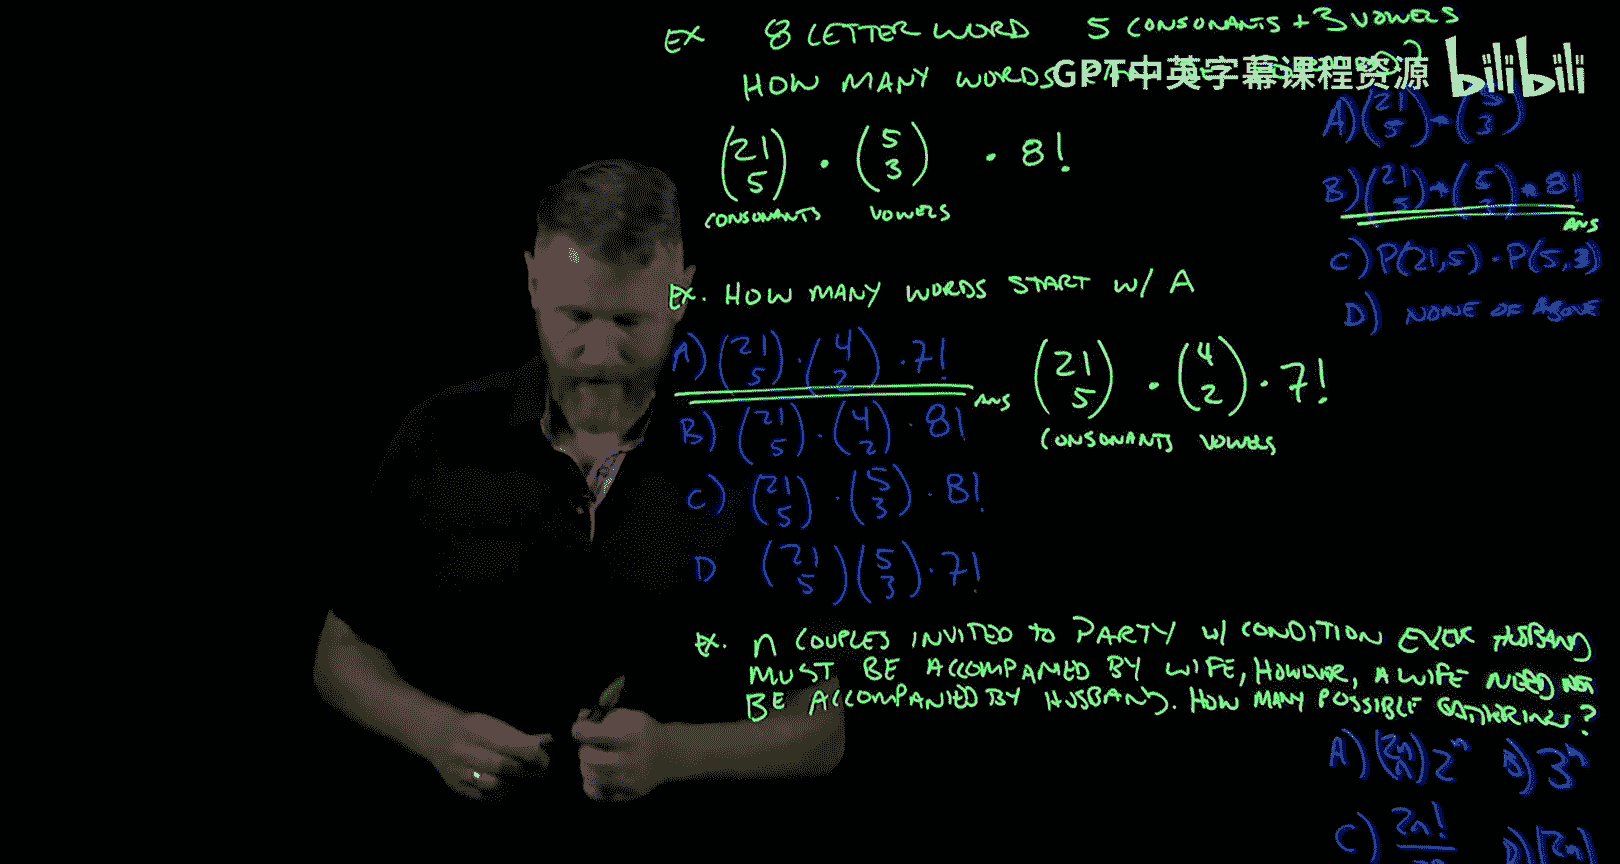 EX 8 LETTER WORD 5 CONSONANTS + 3 VOWELS
HOW MANY WORDS
GPT中英字幕课程资源 bilibili
(21 5) · (5 3) · 8!
CONSONANTS VOWELS
A) (21 5) · (5 3)
B) (21 5) · (5 3) · 8!
ANS
C) P(21,5) · P(5,3)
D) NONE OF ABOVE
EX. HOW MANY WORDS START W/ A
A) (21 5) · (4 2) · 7!
ANS
B) (21 5) · (4 2) · 8!
C) (21 5) · (5 3) · 8!
D (21 5) (5 3) · 7!
(21 5) · (4 2) · 7!
CONSONANTS VOWELS
EX. n COUPLES INVITED TO PARTY W/ CONDITION HUSBAND
MUST BE ACCOMPANIED BY WIFE, HOWEVER, A WIFE NEED NOT
BE ACCOMPANIED BY HUSBAND. HOW MANY POSSIBLE GATHERINGS?
A) (2n n) 2ⁿ B) 3ⁿ
C) 2n! D)